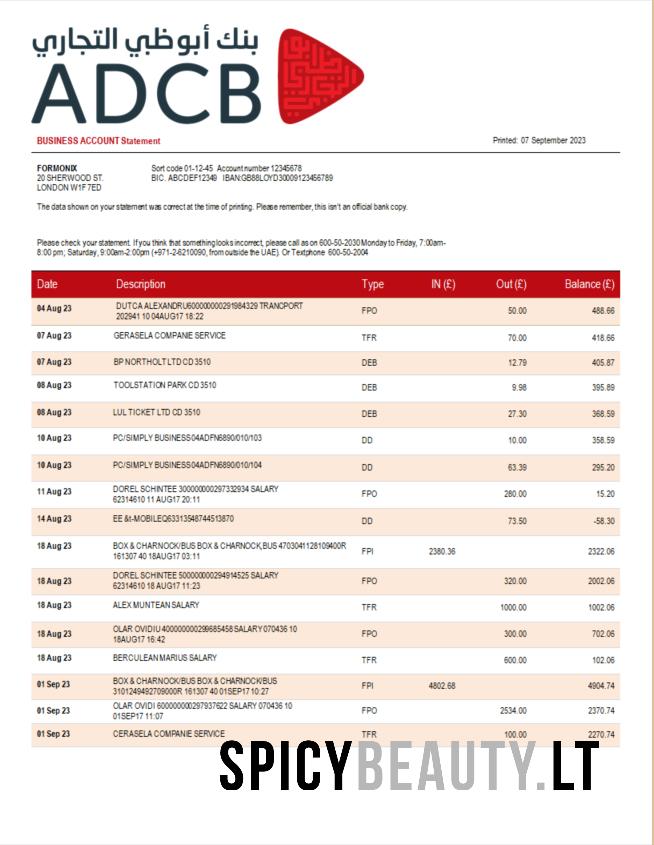 بنك أبوظبي التجاري
ADCB
BUSINESS ACCOUNT Statement Printed: 07 September 2023
FORMONIX Sort code 01-12-45 Account number 12345678
20 SHERWOOD ST. BIC. ABCDEF12349 IBAN:GB88LOYD30009123456789
LONDON W1F 7ED
The data shown on your statement was correct at the time of printing. Please remember, this isn't an official bank copy.
Please check your statement. If you think that something looks incorrect, please call as on 600-50-2030 Monday to Friday, 7:00am-
8:00 pm; Saturday, 9:00am-2:00pm (+971-2-6210090, from outside the UAE). Or Textphone 600-50-2004
Date Description Type IN (£) Out (£) Balance (£)
04 Aug 23 DUTCA ALEXANDRU600000000291984329 TRANCPORT FPO 50.00 488.66
202941 10 04AUG17 18:22
07 Aug 23 GERASELA COMPANIE SERVICE TFR 70.00 418.66
07 Aug 23 BP NORTHOLT LTD CD 3510 DEB 12.79 405.87
08 Aug 23 TOOLSTATION PARK CD 3510 DEB 9.98 395.89
08 Aug 23 LUL TICKET LTD CD 3510 DEB 27.30 368.59
10 Aug 23 PC/SIMPLY BUSINESS04ADFN6890/010/103 DD 10.00 358.59
10 Aug 23 PC/SIMPLY BUSINESS04ADFN6890/010/104 DD 63.39 295.20
11 Aug 23 DOREL SCHINTEE 300000000297332934 SALARY FPO 280.00 15.20
62314610 11 AUG17 20:11
14 Aug 23 EE &t-MOBILEQ63313548744513870 DD 73.50 -58.30
18 Aug 23 BOX & CHARNOCK/BUS BOX & CHARNOCK,BUS 4703041128109400R FPI 2380.36 2322.06
161307 40 18AUG17 03:11
18 Aug 23 DOREL SCHINTEE 500000000294914525 SALARY FPO 320.00 2002.06
62314610 18 AUG17 11:23
18 Aug 23 ALEX MUNTEAN SALARY TFR 1000.00 1002.06
18 Aug 23 OLAR OVIDIU 400000000299685458 SALARY 070436 10 FPO 300.00 702.06
18AUG17 16:42
18 Aug 23 BERCULEAN MARIUS SALARY TFR 600.00 102.06
01 Sep 23 BOX & CHARNOCK/BUS BOX & CHARNOCK/BUS FPI 4802.68 4904.74
3101249492709000R 161307 40 01SEP17 10:27
01 Sep 23 OLAR OVIDI 600000000297937622 SALARY 070436 10 FPO 2534.00 2370.74
01SEP17 11:07
01 Sep 23 CERASELA COMPANIE SERVICE TFR 100.00 2270.74
SPICYBEAUTY.LT